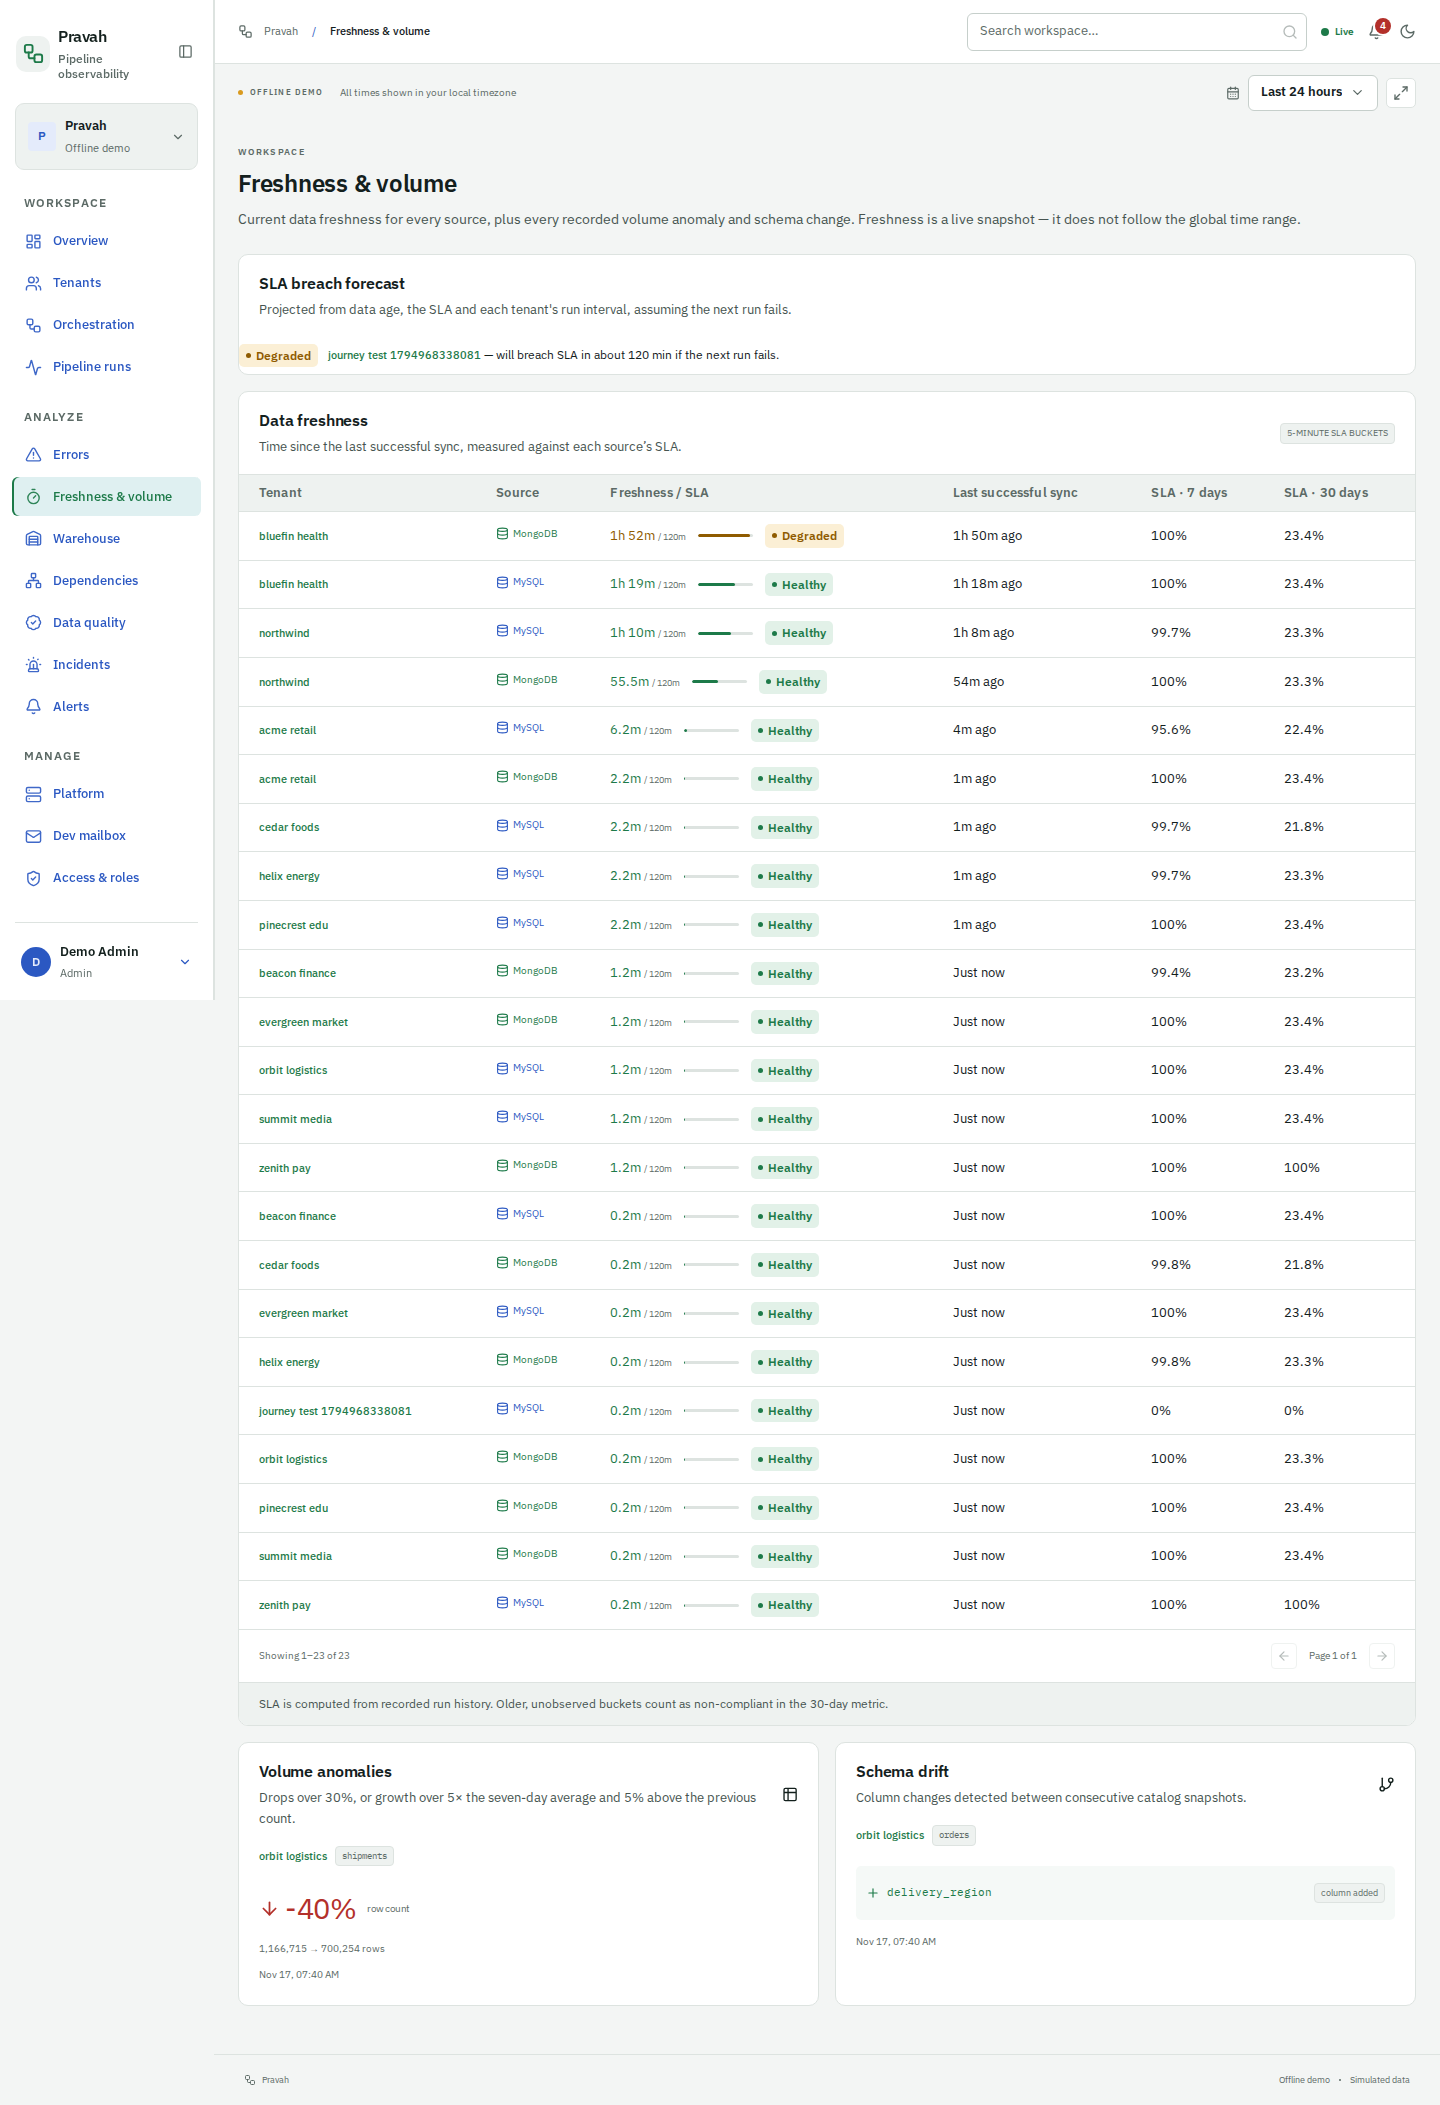 Pravah
Pipeline
observability
P
Pravah
Offline demo
WORKSPACE
Overview
Tenants
Orchestration
Pipeline runs
ANALYZE
Errors
Freshness & volume
Warehouse
Dependencies
Data quality
Incidents
Alerts
MANAGE
Platform
Dev mailbox
Access & roles
D
Demo Admin
Admin
Pravah / Freshness & volume
Search workspace...
Live
4
OFFLINE DEMO All times shown in your local timezone
Last 24 hours
WORKSPACE
Freshness & volume
Current data freshness for every source, plus every recorded volume anomaly and schema change. Freshness is a live snapshot — it does not follow the global time range.
SLA breach forecast
Projected from data age, the SLA and each tenant's run interval, assuming the next run fails.
Degraded journey test 1794968338081 — will breach SLA in about 120 min if the next run fails.
Data freshness
Time since the last successful sync, measured against each source’s SLA.
5-MINUTE SLA BUCKETS
Tenant Source Freshness / SLA Last successful sync SLA · 7 days SLA · 30 days
bluefin health MongoDB 1h 52m / 120m Degraded 1h 50m ago 100% 23.4%
bluefin health MySQL 1h 19m / 120m Healthy 1h 18m ago 100% 23.4%
northwind MySQL 1h 10m / 120m Healthy 1h 8m ago 99.7% 23.3%
northwind MongoDB 55.5m / 120m Healthy 54m ago 100% 23.3%
acme retail MySQL 6.2m / 120m Healthy 4m ago 95.6% 22.4%
acme retail MongoDB 2.2m / 120m Healthy 1m ago 100% 23.4%
cedar foods MySQL 2.2m / 120m Healthy 1m ago 99.7% 21.8%
helix energy MySQL 2.2m / 120m Healthy 1m ago 99.7% 23.3%
pinecrest edu MySQL 2.2m / 120m Healthy 1m ago 100% 23.4%
beacon finance MongoDB 1.2m / 120m Healthy Just now 99.4% 23.2%
evergreen market MongoDB 1.2m / 120m Healthy Just now 100% 23.4%
orbit logistics MySQL 1.2m / 120m Healthy Just now 100% 23.4%
summit media MySQL 1.2m / 120m Healthy Just now 100% 23.4%
zenith pay MongoDB 1.2m / 120m Healthy Just now 100% 100%
beacon finance MySQL 0.2m / 120m Healthy Just now 100% 23.4%
cedar foods MongoDB 0.2m / 120m Healthy Just now 99.8% 21.8%
evergreen market MySQL 0.2m / 120m Healthy Just now 100% 23.4%
helix energy MongoDB 0.2m / 120m Healthy Just now 99.8% 23.3%
journey test 1794968338081 MySQL 0.2m / 120m Healthy Just now 0% 0%
orbit logistics MongoDB 0.2m / 120m Healthy Just now 100% 23.3%
pinecrest edu MongoDB 0.2m / 120m Healthy Just now 100% 23.4%
summit media MongoDB 0.2m / 120m Healthy Just now 100% 23.4%
zenith pay MySQL 0.2m / 120m Healthy Just now 100% 100%
Showing 1–23 of 23
Page 1 of 1
SLA is computed from recorded run history. Older, unobserved buckets count as non-compliant in the 30-day metric.
Volume anomalies
Drops over 30%, or growth over 5× the seven-day average and 5% above the previous
count.
orbit logistics shipments
-40% row count
1,166,715 → 700,254 rows
Nov 17, 07:40 AM
Schema drift
Column changes detected between consecutive catalog snapshots.
orbit logistics orders
+ delivery_region column added
Nov 17, 07:40 AM
Pravah
Offline demo • Simulated data